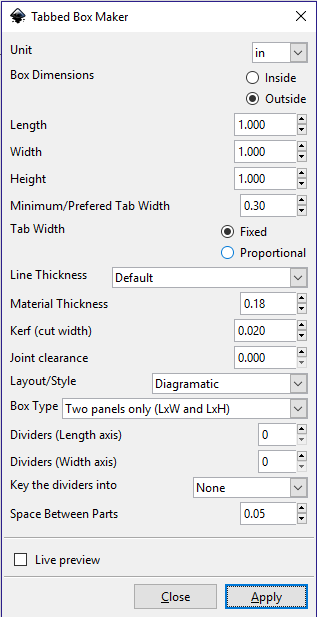 Tabbed Box Maker
Unit in
Box Dimensions Inside
Outside
Length 1.000
Width 1.000
Height 1.000
Minimum/Prefered Tab Width 0.30
Tab Width Fixed
Proportional
Line Thickness Default
Material Thickness 0.18
Kerf (cut width) 0.020
Joint clearance 0.000
Layout/Style Diagramatic
Box Type Two panels only (LxW and LxH)
Dividers (Length axis) 0
Dividers (Width axis) 0
Key the dividers into None
Space Between Parts 0.05
Live preview
Close Apply